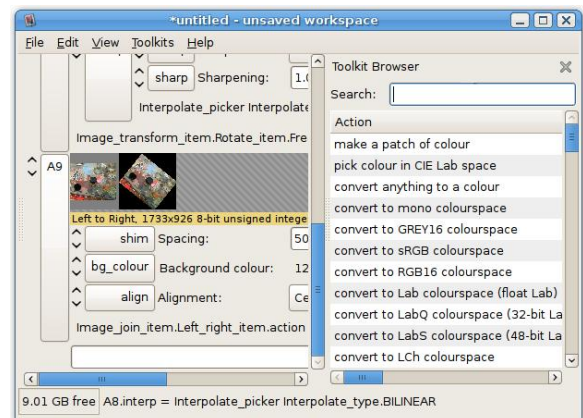 *untitled - unsaved workspace
File Edit View Toolkits Help
sharp Sharpening: 1.0
Interpolate_picker Interpolate
Image_transform_item.Rotate_item.Fre
A9
Left to Right, 1733x926 8-bit unsigned intege
shim Spacing: 50
bg_colour Background colour: 12
align Alignment: Ce
Image_join_item.Left_right_item.action
Toolkit Browser
Search:
Action
make a patch of colour
pick colour in CIE Lab space
convert anything to a colour
convert to mono colourspace
convert to GREY16 colourspace
convert to sRGB colourspace
convert to RGB16 colourspace
convert to Lab colourspace (float Lab)
convert to LabQ colourspace (32-bit La
convert to LabS colourspace (48-bit La
convert to LCh colourspace
9.01 GB free A8.interp = Interpolate_picker Interpolate_type.BILINEAR